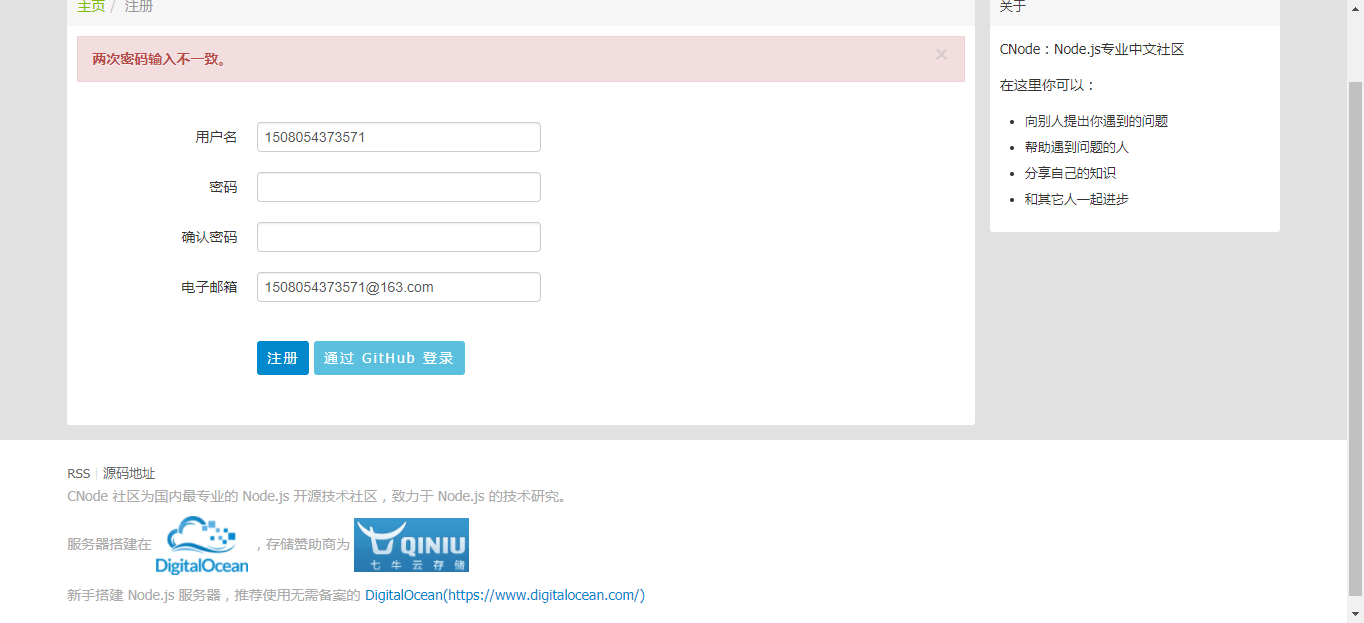 主页 / 注册
两次密码输入不一致。 ×
用户名 1508054373571
密码
确认密码
电子邮箱 1508054373571@163.com
注册 通过 GitHub 登录
关于
CNode：Node.js专业中文社区
在这里你可以：
• 向别人提出你遇到的问题
• 帮助遇到问题的人
• 分享自己的知识
• 和其它人一起进步
RSS | 源码地址
CNode 社区为国内最专业的 Node.js 开源技术社区，致力于 Node.js 的技术研究。
服务器搭建在 DigitalOcean ，存储赞助商为 QINIU 七牛云存储
新手搭建 Node.js 服务器，推荐使用无需备案的 DigitalOcean(https://www.digitalocean.com/)